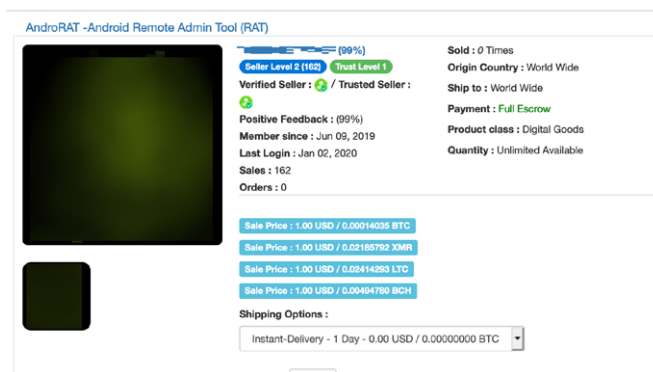 AndroRAT -Android Remote Admin Tool (RAT)
(99%)
Seller Level 2 (162) Trust Level 1
Verified Seller : / Trusted Seller :
Positive Feedback : (99%)
Member since : Jun 09, 2019
Last Login : Jan 02, 2020
Sales : 162
Orders : 0
Sold : 0 Times
Origin Country : World Wide
Ship to : World Wide
Payment : Full Escrow
Product class : Digital Goods
Quantity : Unlimited Available
Sale Price : 1.00 USD / 0.00014035 BTC
Sale Price : 1.00 USD / 0.02185792 XMR
Sale Price : 1.00 USD / 0.02414293 LTC
Sale Price : 1.00 USD / 0.00494780 BCH
Shipping Options :
Instant-Delivery - 1 Day - 0.00 USD / 0.00000000 BTC